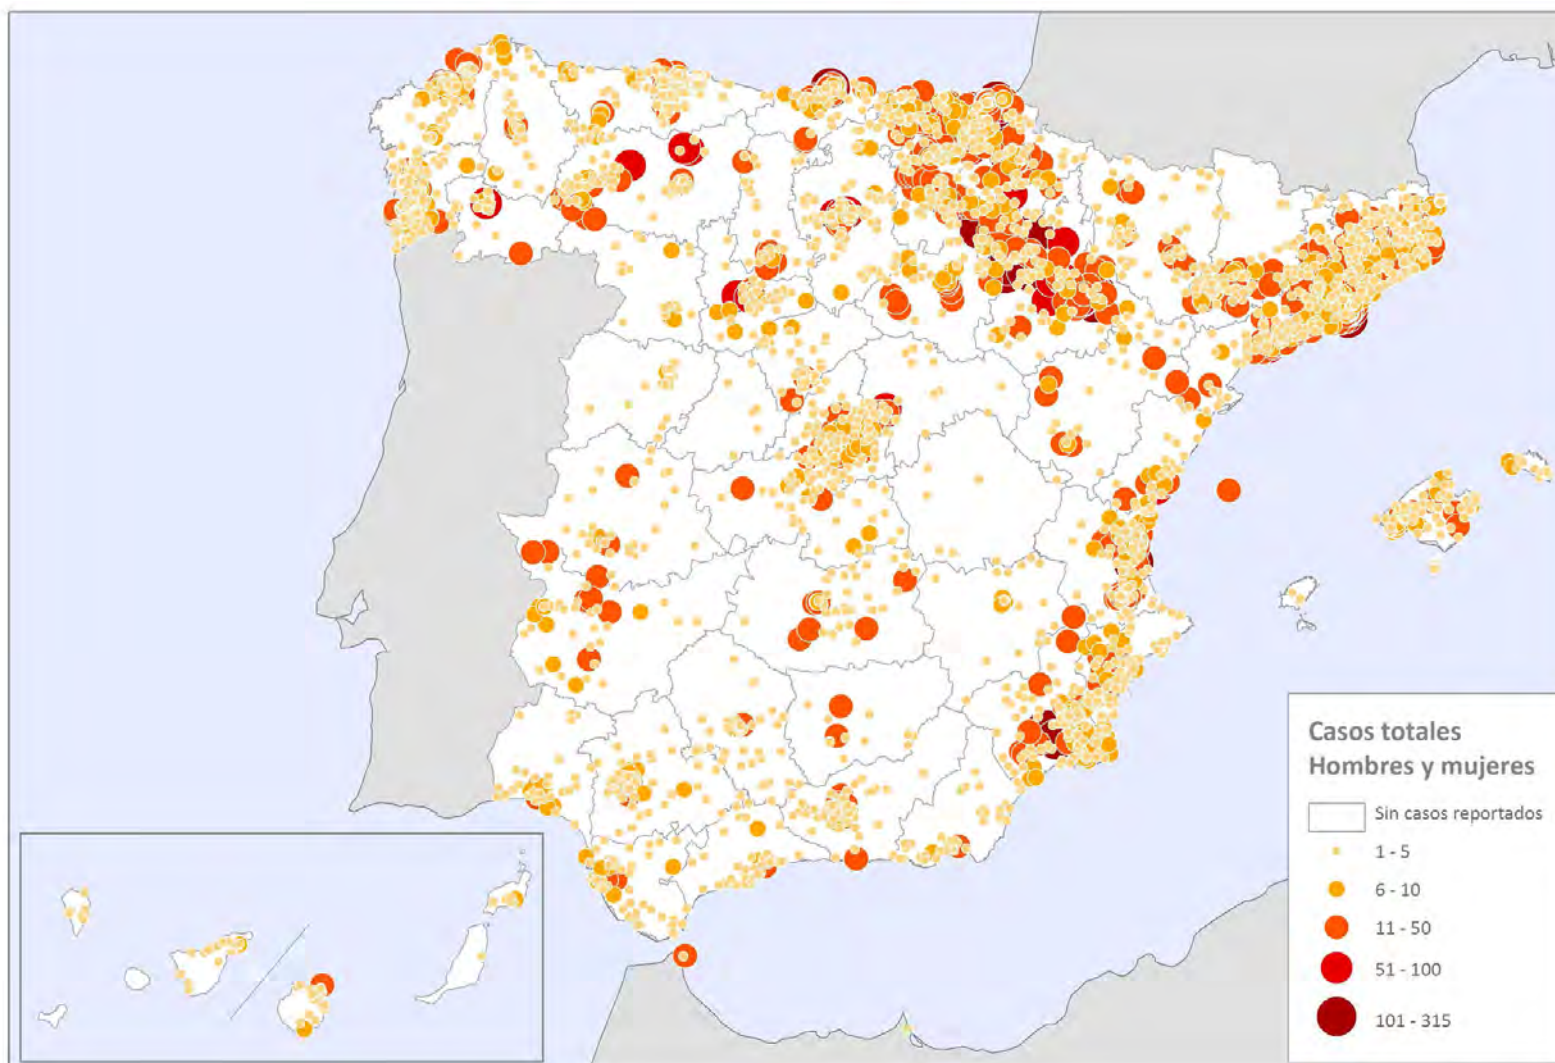 Casos totales
Hombres y mujeres
Sin casos reportados
1 - 5
6 - 10
11 - 50
51 - 100
101 - 315